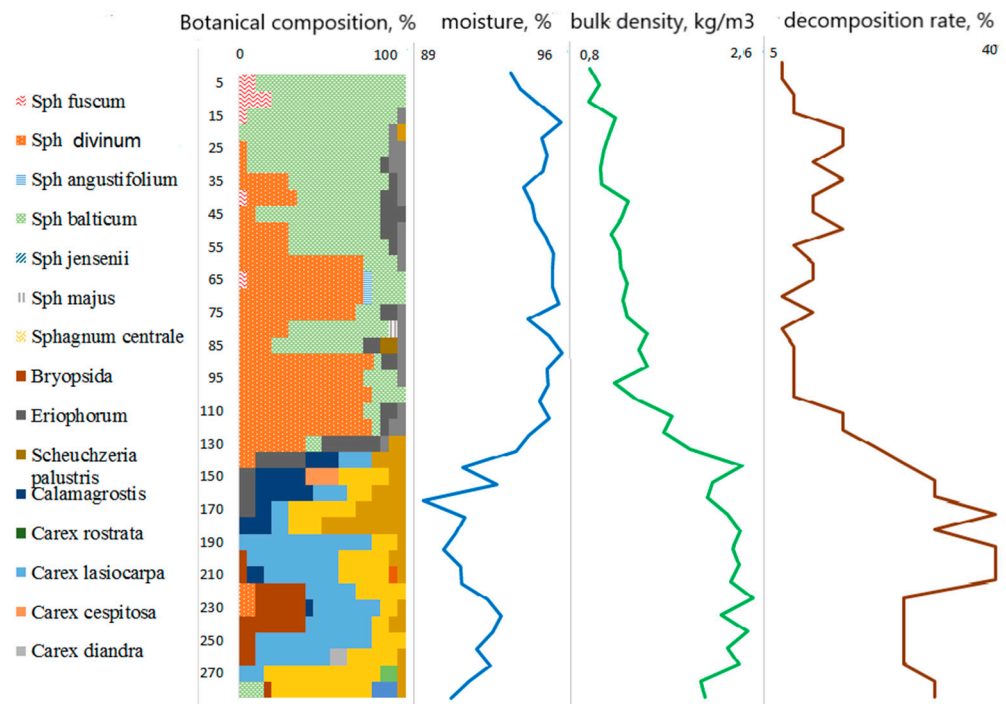 Botanical composition, %
moisture, %
bulk density, kg/m3
decomposition rate, %
0
100
89
96
0,8
2,6
5
40
5
15
25
35
45
55
65
75
85
95
110
130
150
170
190
210
230
250
270
Sph fuscum
Sph divinum
Sph angustifolium
Sph balticum
Sph jensenii
Sph majus
Sphagnum centrale
Bryopsida
Eriophorum
Scheuchzeria
palustris
Calamagrostis
Carex rostrata
Carex lasiocarpa
Carex cespitosa
Carex diandra